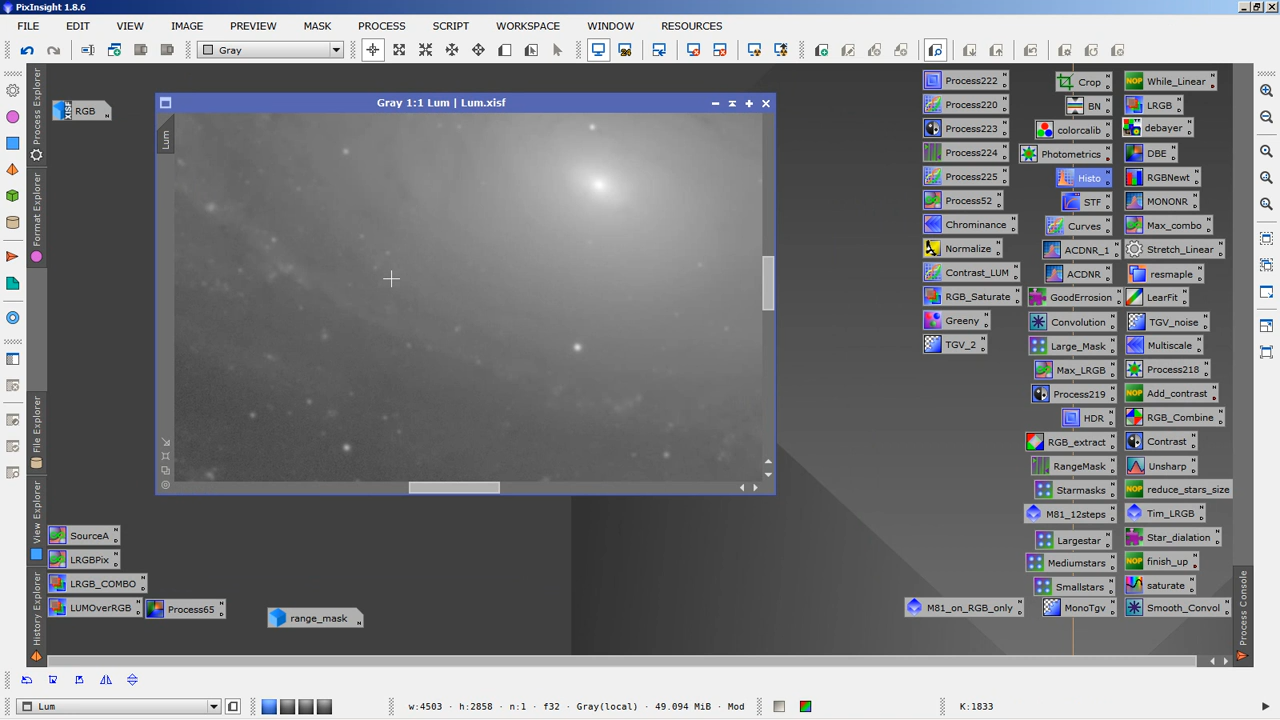 PixInsight 1.8.6
FILE EDIT VIEW IMAGE PREVIEW MASK PROCESS SCRIPT WORKSPACE WINDOW RESOURCES
Gray
Process Explorer
Format Explorer
File Explorer
View Explorer
History Explorer
RGB
Gray 1:1 Lum | Lum.xisf
Lum
SourceA
LRGBPix
LRGB_COMBO
LUMOverRGB Process65
range_mask
Process222
Process220
Process223
Process224
Process225
Process52
Chrominance
Normalize
Contrast_LUM
RGB_Saturate
Greeny
TGV_2
Crop
BN
colorcalib
Photometrics
Histo
STF
Curves
ACDNR_1
ACDNR
GoodErrosion
Convolution
Large_Mask
Max_LRGB
Process219
HDR
RGB_extract
RangeMask
Starmasks
M81_12steps
Largestar
Mediumstars
Smallstars
M81_on_RGB_only MonoTgv
While_Linear
LRGB
debayer
DBE
RGBNewt
MONONR
Max_combo
Stretch_Linear
resmaple
LearFit
TGV_noise
Multiscale
Process218
Add_contrast
RGB_Combine
Contrast
Unsharp
reduce_stars_size
Tim_LRGB
Star_dialation
finish_up
saturate
Smooth_Convol
Process Console
Lum
w:4503 · h:2858 · n:1 · f32 · Gray(local) · 49.094 MiB · Mod
K:1833